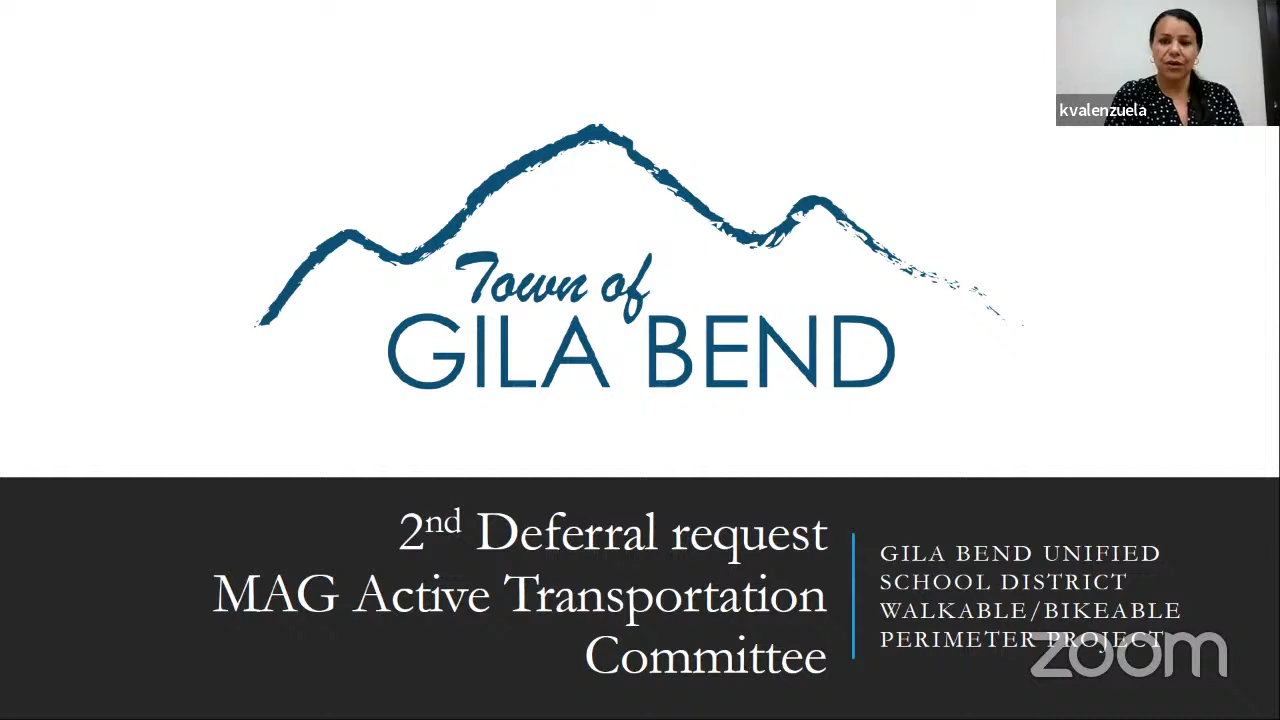 kvalenzuela
Town of
GILA BEND
2nd Deferral request
MAG Active Transportation
Committee
GILA BEND UNIFIED
SCHOOL DISTRICT
WALKABLE/BIKEABLE
PERIMETER PROJECT
zoom